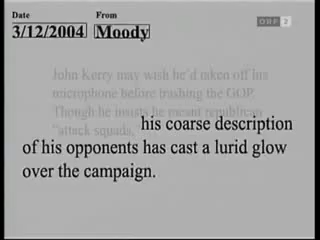 Date From
3/12/2004 Moody
ORF 2
John Kerry may wish he'd taken off his
microphone before trashing the GOP.
Though he insists he meant republican
"attack squads,"
his coarse description
of his opponents has cast a lurid glow
over the campaign.